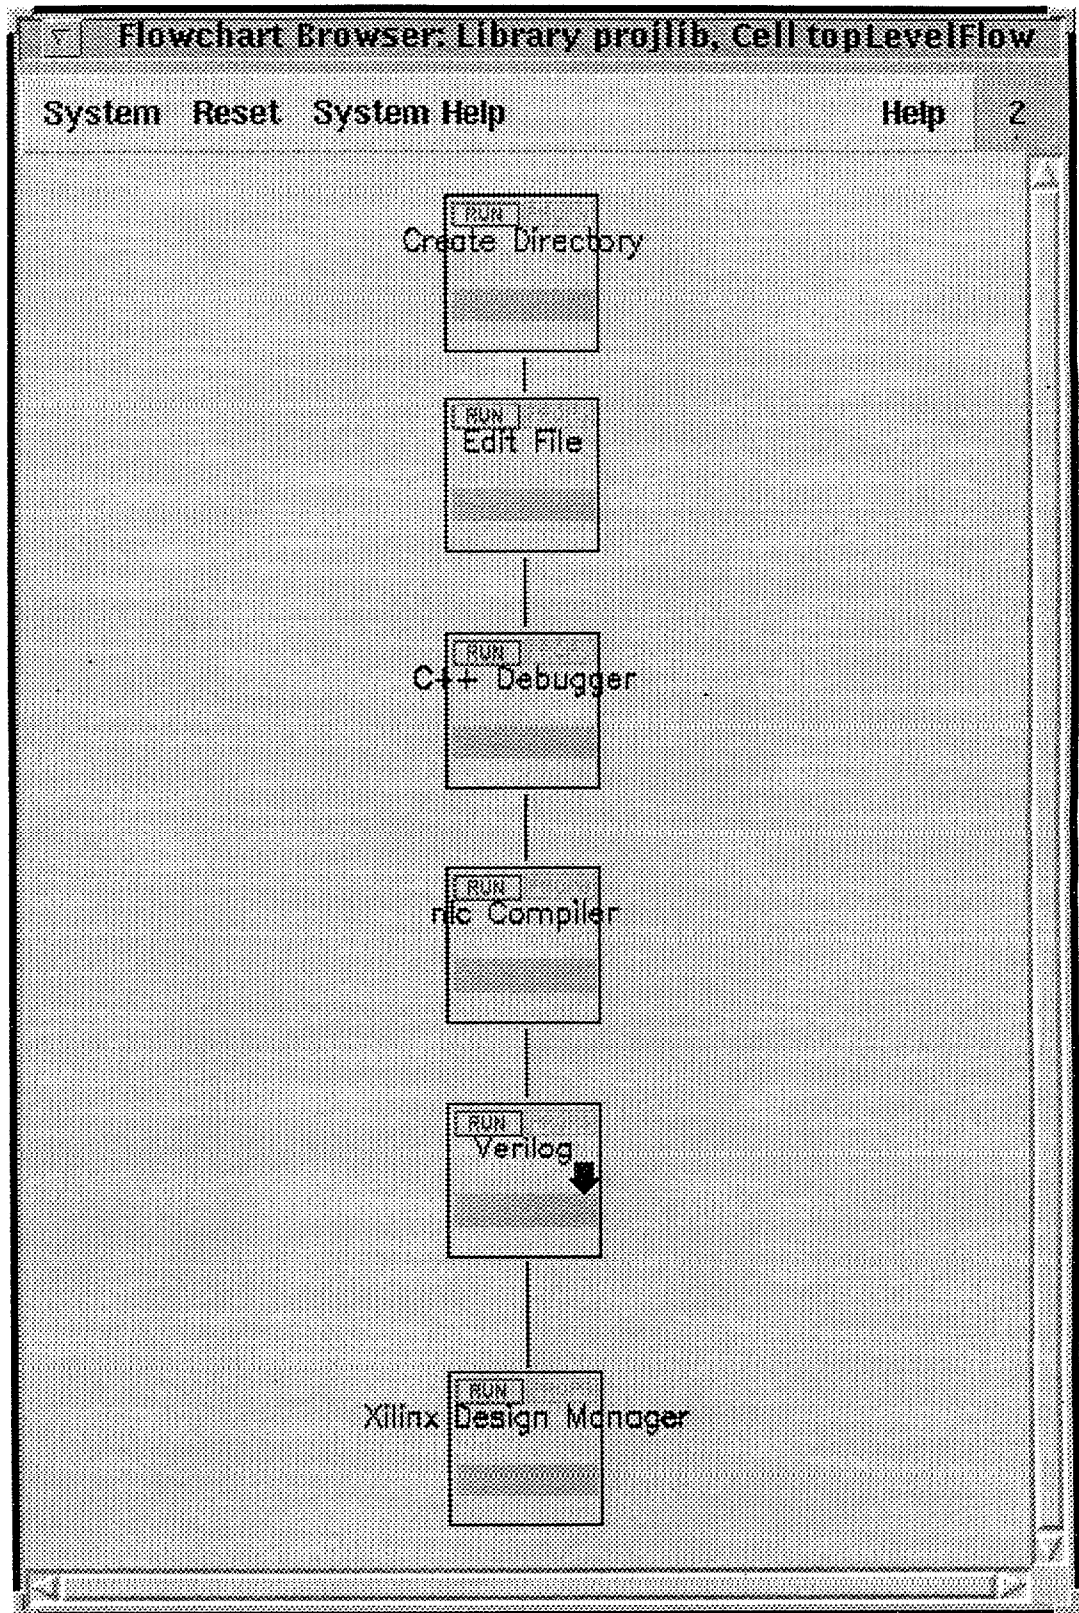 Flowchart Browser: Library projlib, Cell topLevelFlow
System Reset System Help Help 2
RUN
Create Directory
RUN
Edit File
RUN
C++ Debugger
RUN
nlc Compiler
RUN
Verilog
RUN
Xilinx Design Manager